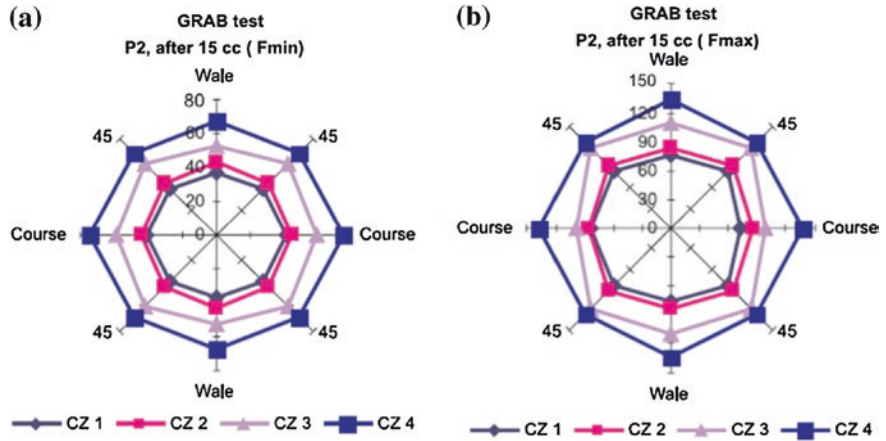 (a)
GRAB test
P2, after 15 cc ( Fmin)
Wale
80
60
40
20
0
45
45
Course
Course
45
45
Wale
CZ 1
CZ 2
CZ 3
CZ 4
(b)
GRAB test
P2, after 15 cc ( Fmax)
Wale
150
120
90
60
30
0
45
45
Course
Course
45
45
Wale
CZ 1
CZ 2
CZ 3
CZ 4